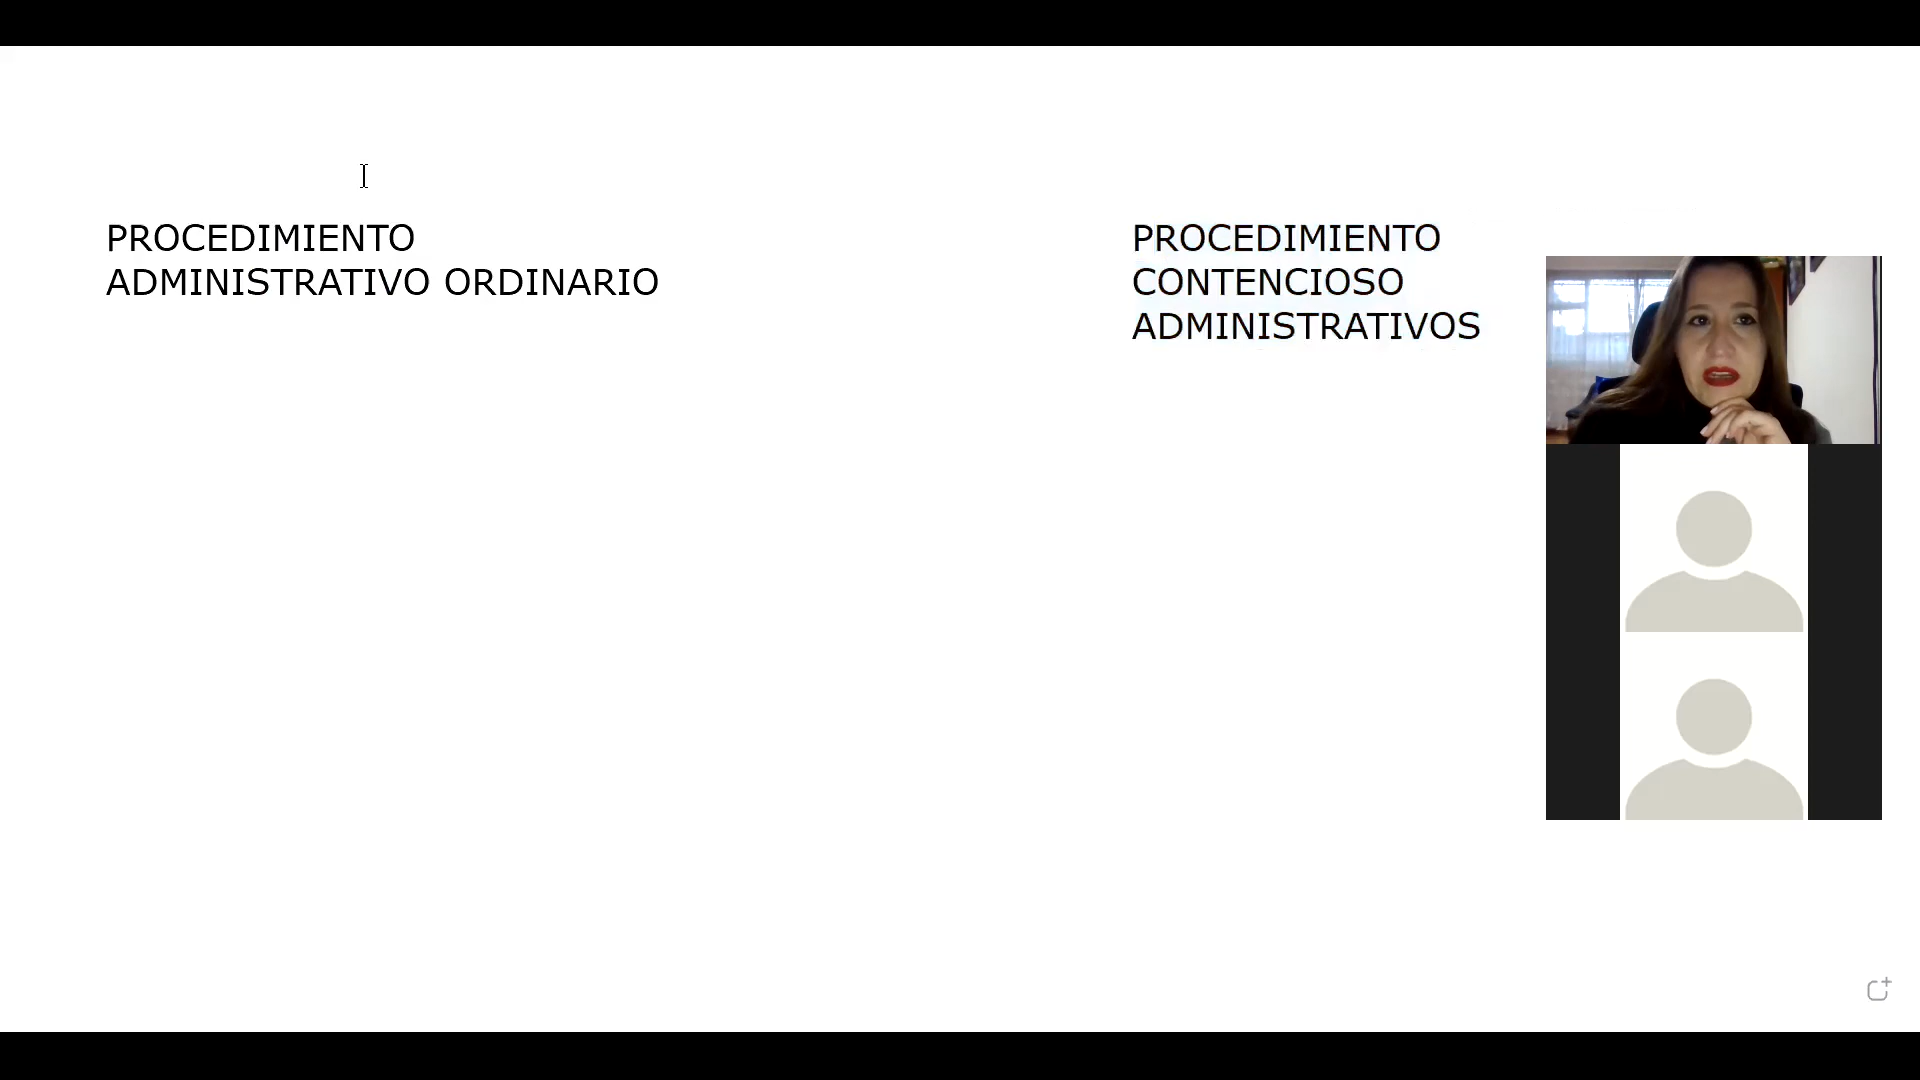 PROCEDIMIENTO
ADMINISTRATIVO ORDINARIO
PROCEDIMIENTO
CONTENCIOSO
ADMINISTRATIVOS